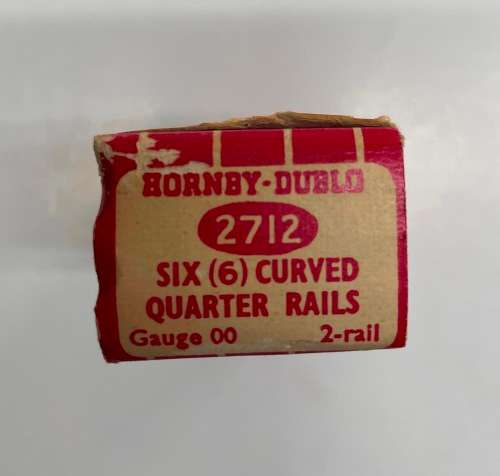 HORNBY-DUBLO
2712
SIX (6) CURVED
QUARTER RAILS
Gauge 00 2-rail